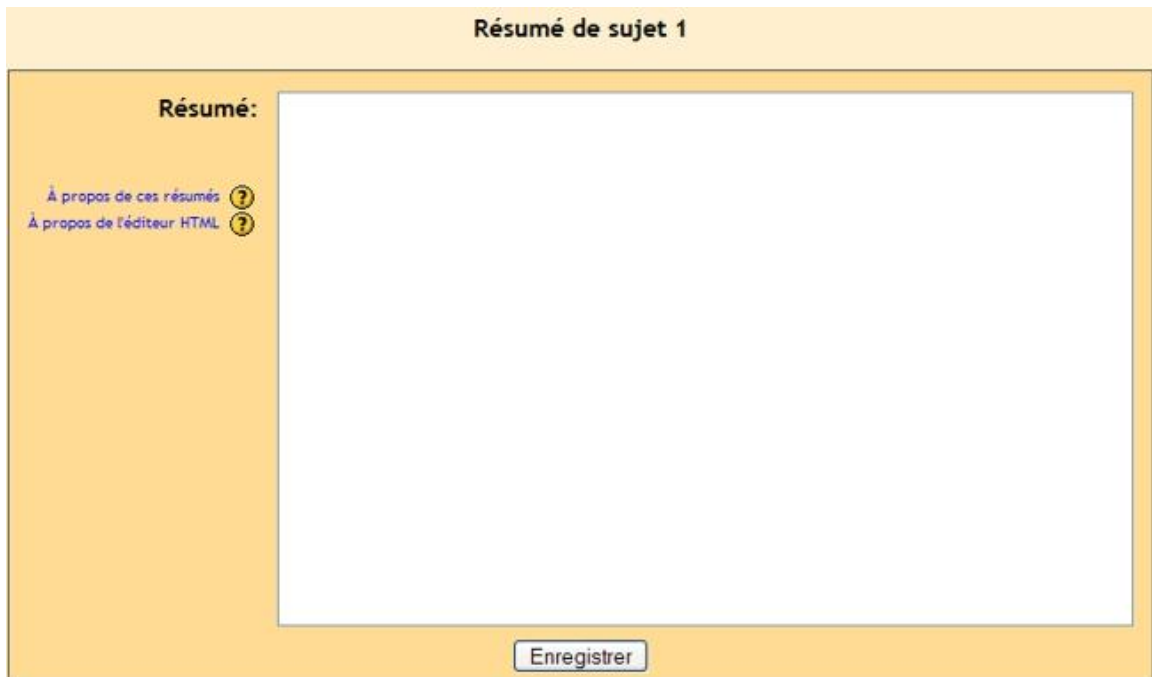 Résumé de sujet 1
Résumé:
À propos de ces résumés ?
À propos de l'éditeur HTML ?
Enregistrer